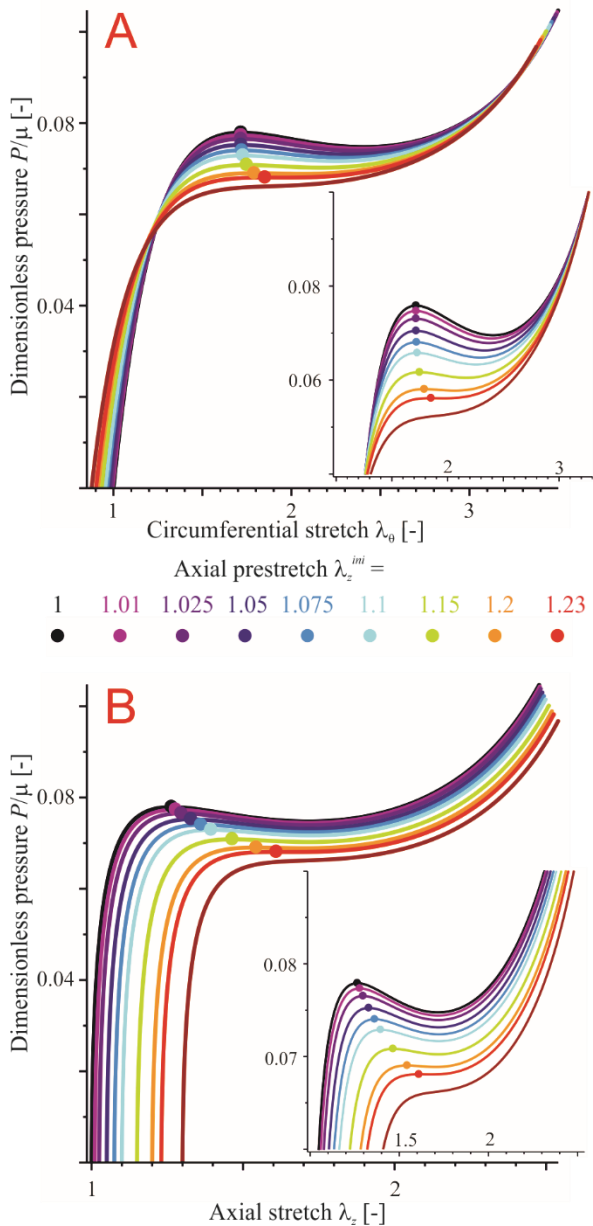 A
Dimensionless pressure P/μ [-]
0.08
0.04
0.08
0.06
2
3
1
2
3
Circumferential stretch λθ [-]
Axial prestretch λz^ini =
1 1.01 1.025 1.05 1.075 1.1 1.15 1.2 1.23
B
Dimensionless pressure P/μ [-]
0.08
0.04
0.08
0.07
1.5
2
1
2
Axial stretch λz [-]